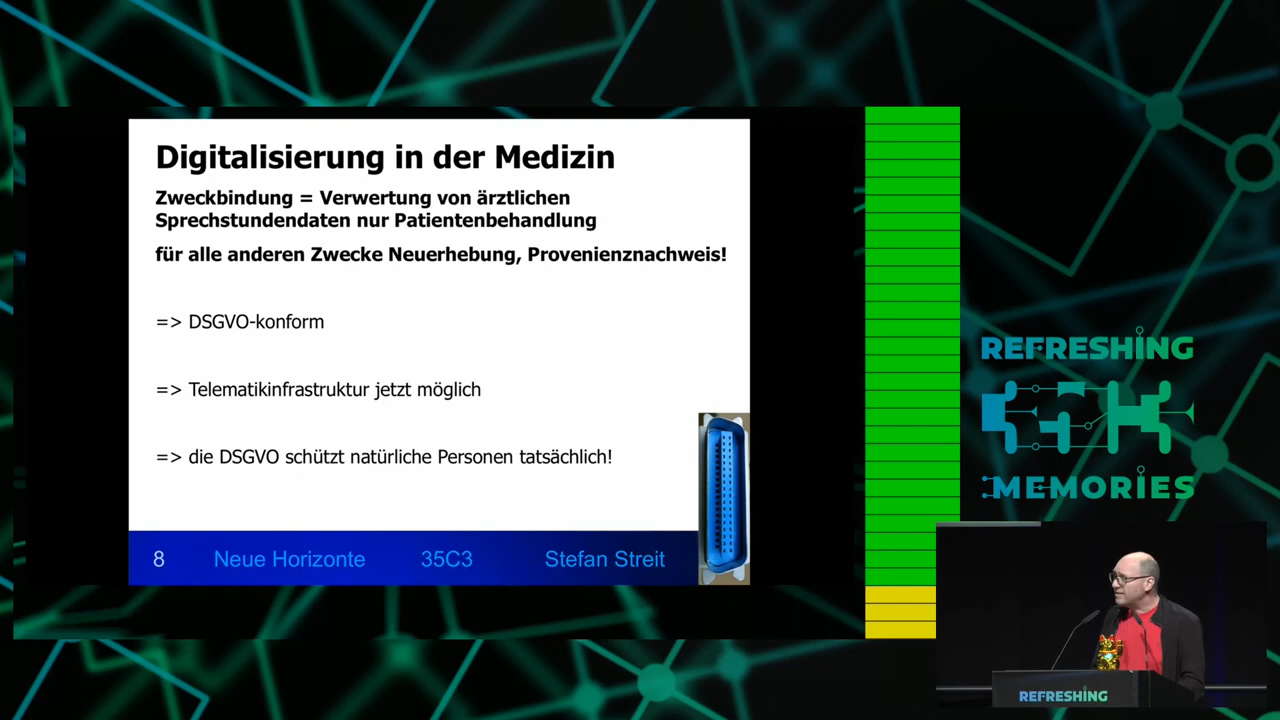 Digitalisierung in der Medizin
Zweckbindung = Verwertung von ärztlichen
Sprechstundendaten nur Patientenbehandlung
für alle anderen Zwecke Neuerhebung, Provenienznachweis!
=> DSGVO-konform
=> Telematikinfrastruktur jetzt möglich
=> die DSGVO schützt natürliche Personen tatsächlich!
8 Neue Horizonte 35C3 Stefan Streit
REFRESHING
35C3
MEMORIES
REFRESHING